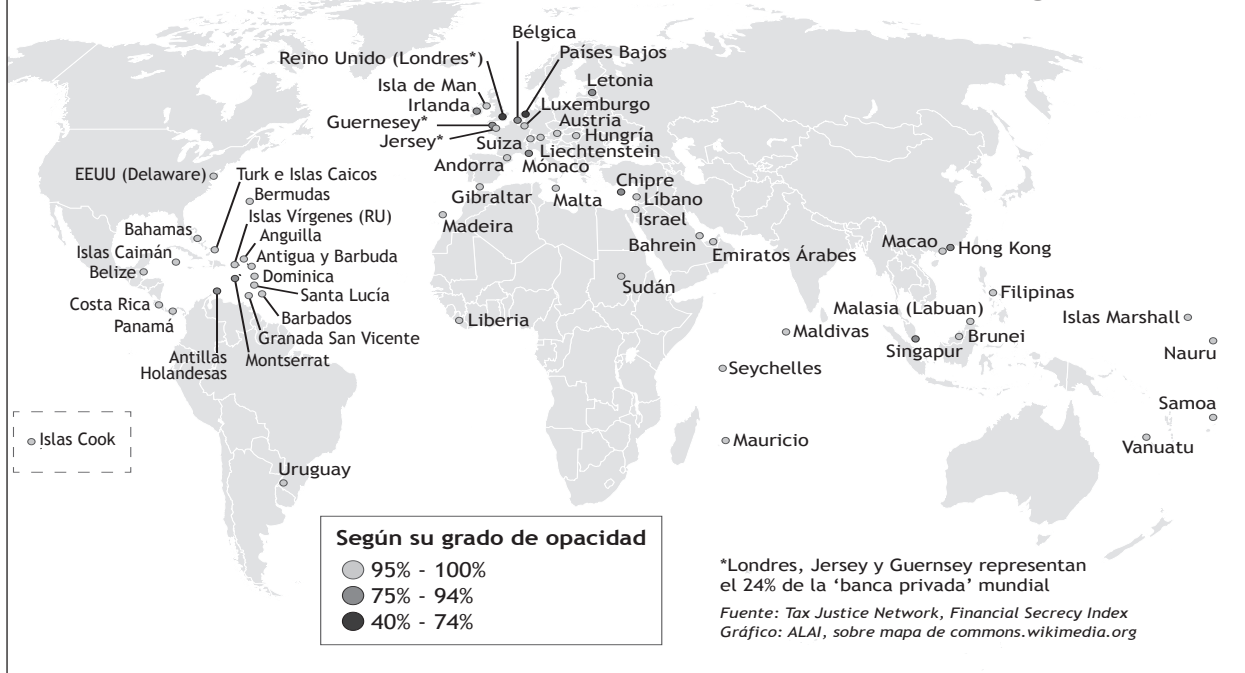 Bélgica
Países Bajos
Reino Unido (Londres*)
Letonia
Isla de Man
Luxemburgo
Irlanda
Austria
Guernesey*
Hungría
Jersey*
Suiza
Liechtenstein
Andorra
Mónaco
EEUU (Delaware)
Turk e Islas Caicos
Chipre
Bermudas
Gibraltar
Malta
Líbano
Islas Vírgenes (RU)
Israel
Bahamas
Anguilla
Madeira
Bahrein
Macao
Hong Kong
Islas Caimán
Antigua y Barbuda
Emiratos Árabes
Belize
Dominica
Sudán
Santa Lucía
Filipinas
Costa Rica
Barbados
Liberia
Malasia (Labuan)
Islas Marshall
Panamá
Granada San Vicente
Maldivas
Brunei
Antillas
Holandesas
Montserrat
Singapur
Nauru
Seychelles
Samoa
Islas Cook
Mauricio
Vanuatu
Uruguay
Según su grado de opacidad
95% - 100%
75% - 94%
40% - 74%
*Londres, Jersey y Guernsey representan
el 24% de la ‘banca privada’ mundial
Fuente: Tax Justice Network, Financial Secrecy Index
Gráfico: ALAI, sobre mapa de commons.wikimedia.org